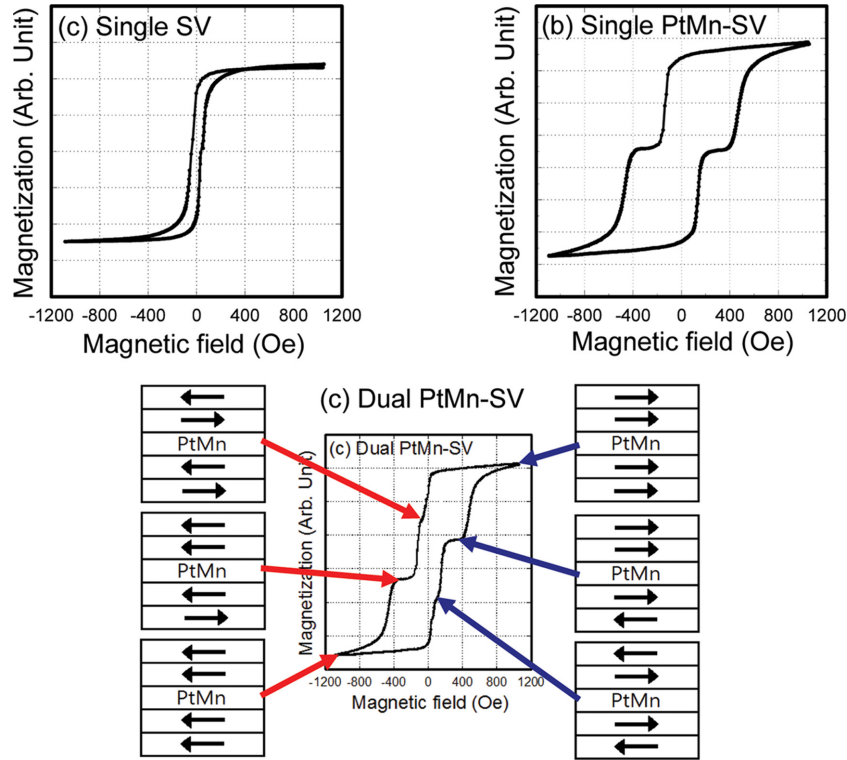 (c) Single SV
Magnetization (Arb. Unit)
-1200 -800 -400 0 400 800 1200
Magnetic field (Oe)
(b) Single PtMn-SV
Magnetization (Arb. Unit)
-1200 -800 -400 0 400 800 1200
Magnetic field (Oe)
(c) Dual PtMn-SV
PtMn
PtMn
PtMn
(c) Dual PtMn-SV
Magnetization (Arb. Unit)
-1200 -800 -400 0 400 800 1200
Magnetic field (Oe)
PtMn
PtMn
PtMn